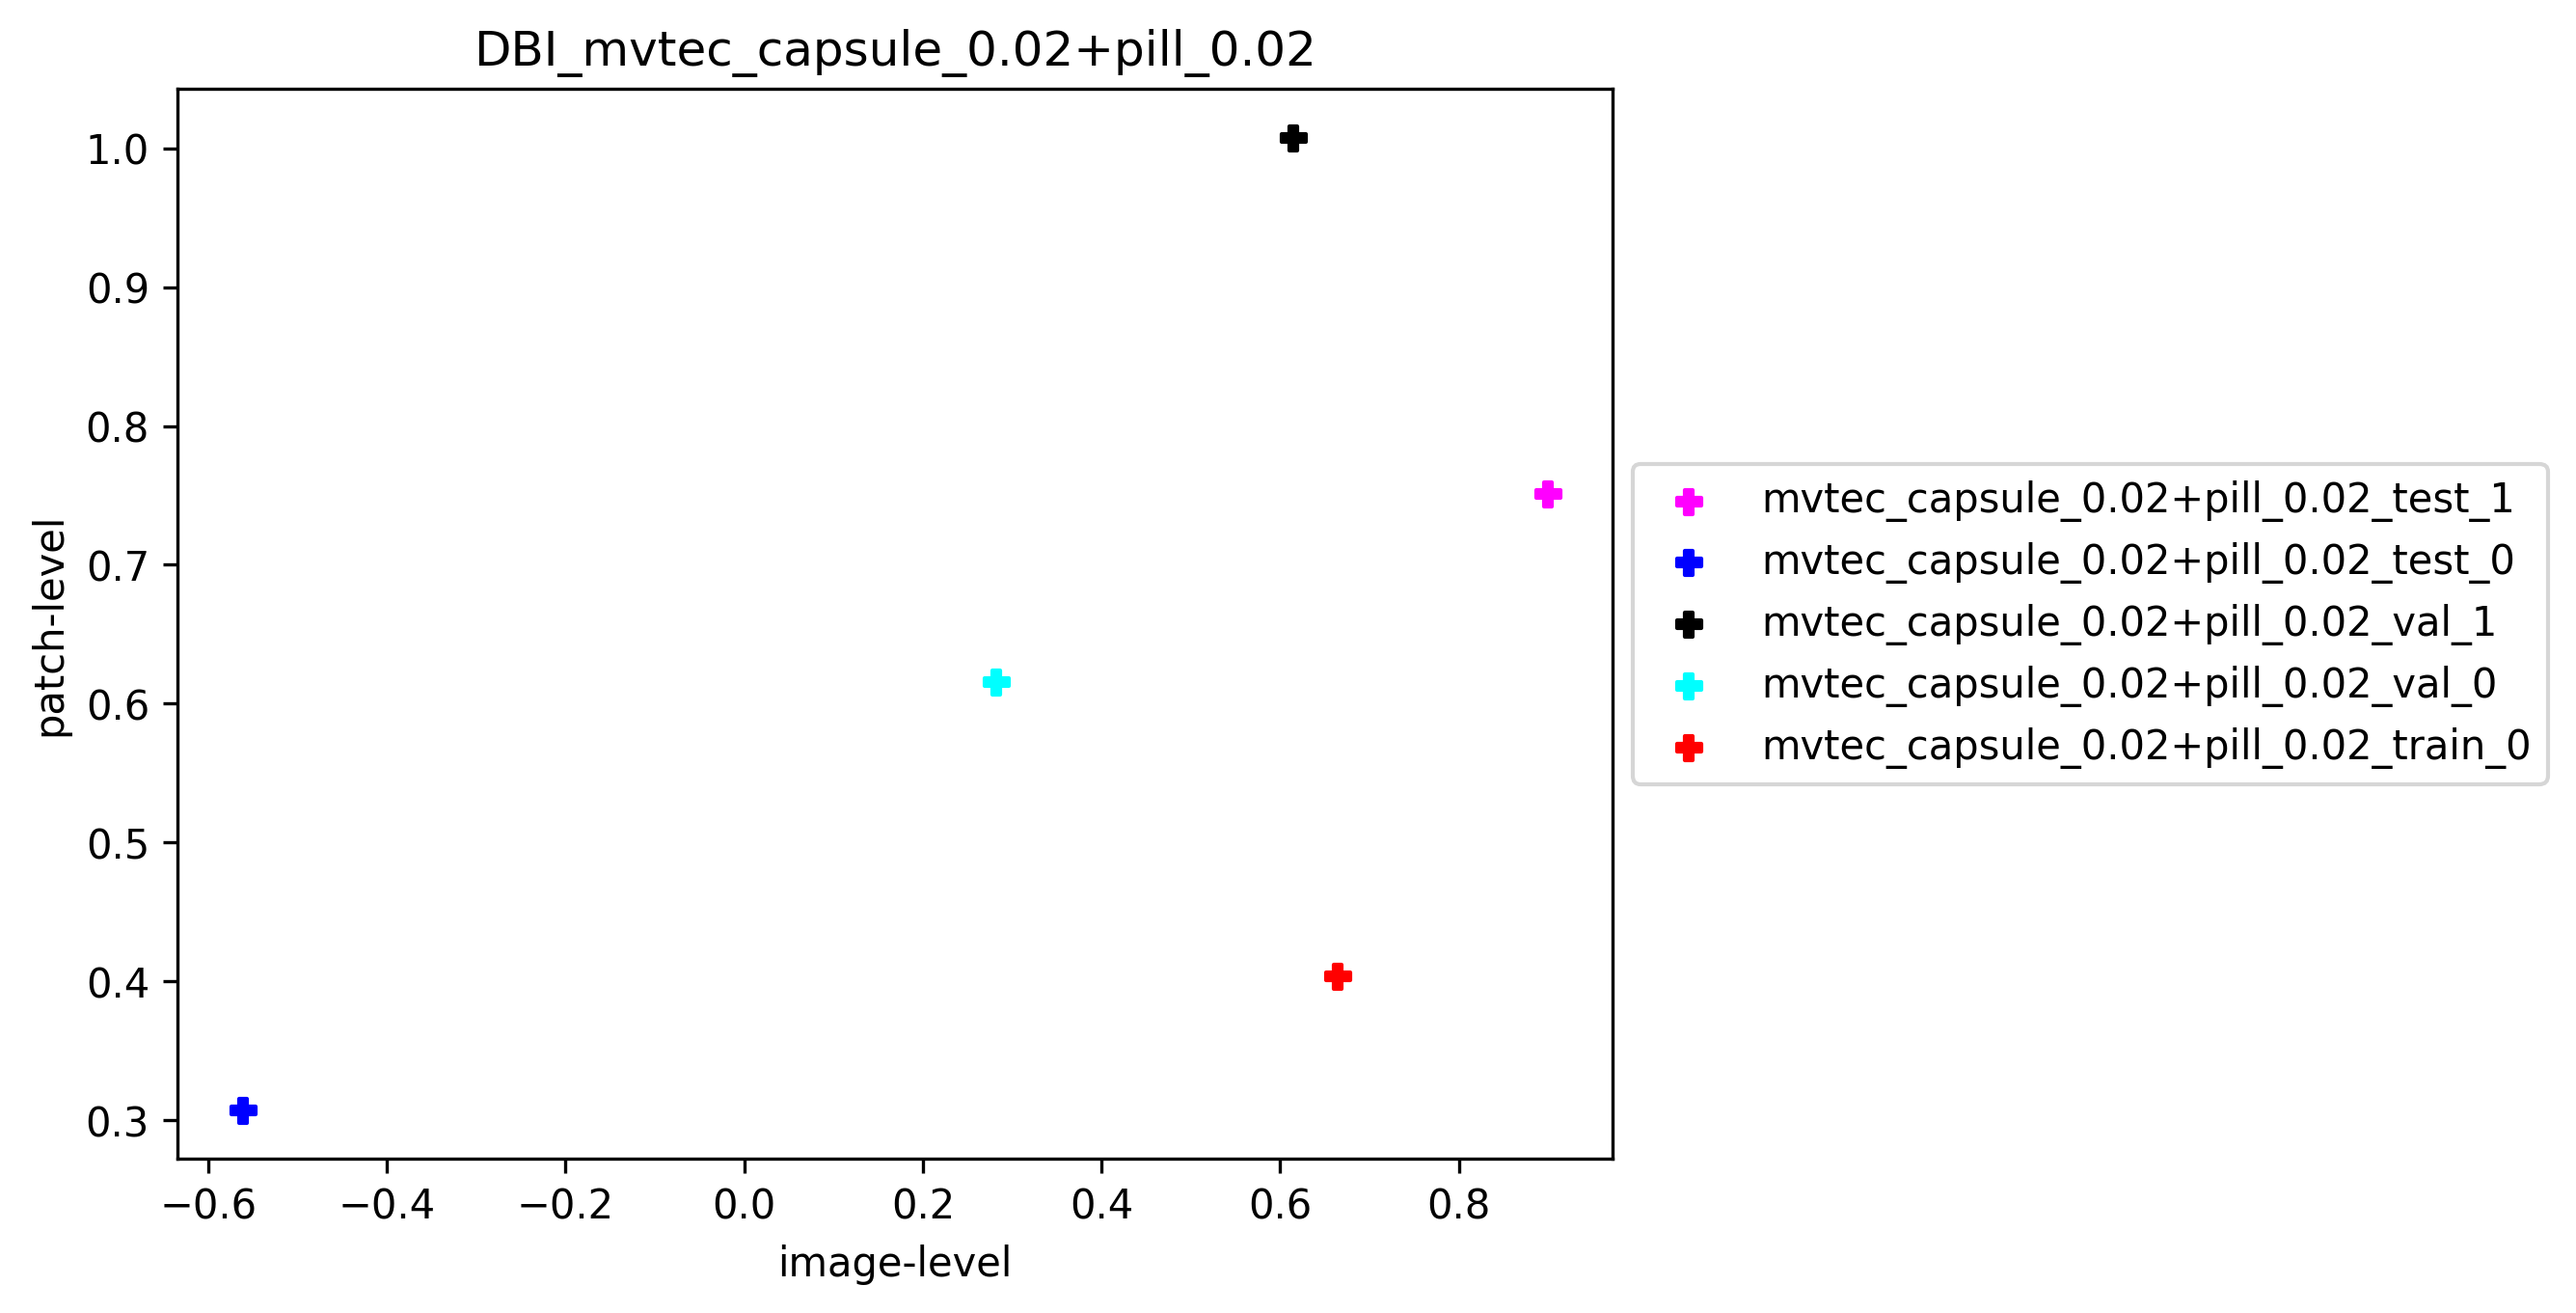 DBI_mvtec_capsule_0.02+pill_0.02
1.0
0.9
0.8
0.7
0.6
0.5
0.4
0.3
patch-level
−0.6 −0.4 −0.2 0.0 0.2 0.4 0.6 0.8
image-level
mvtec_capsule_0.02+pill_0.02_test_1
mvtec_capsule_0.02+pill_0.02_test_0
mvtec_capsule_0.02+pill_0.02_val_1
mvtec_capsule_0.02+pill_0.02_val_0
mvtec_capsule_0.02+pill_0.02_train_0